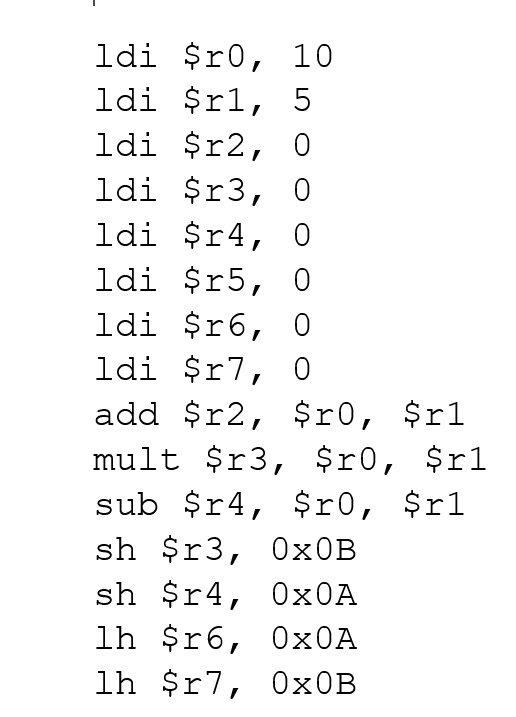 ldi $r0, 10
ldi $r1, 5
ldi $r2, 0
ldi $r3, 0
ldi $r4, 0
ldi $r5, 0
ldi $r6, 0
ldi $r7, 0
add $r2, $r0, $r1
mult $r3, $r0, $r1
sub $r4, $r0, $r1
sh $r3, 0x0B
sh $r4, 0x0A
lh $r6, 0x0A
lh $r7, 0x0B